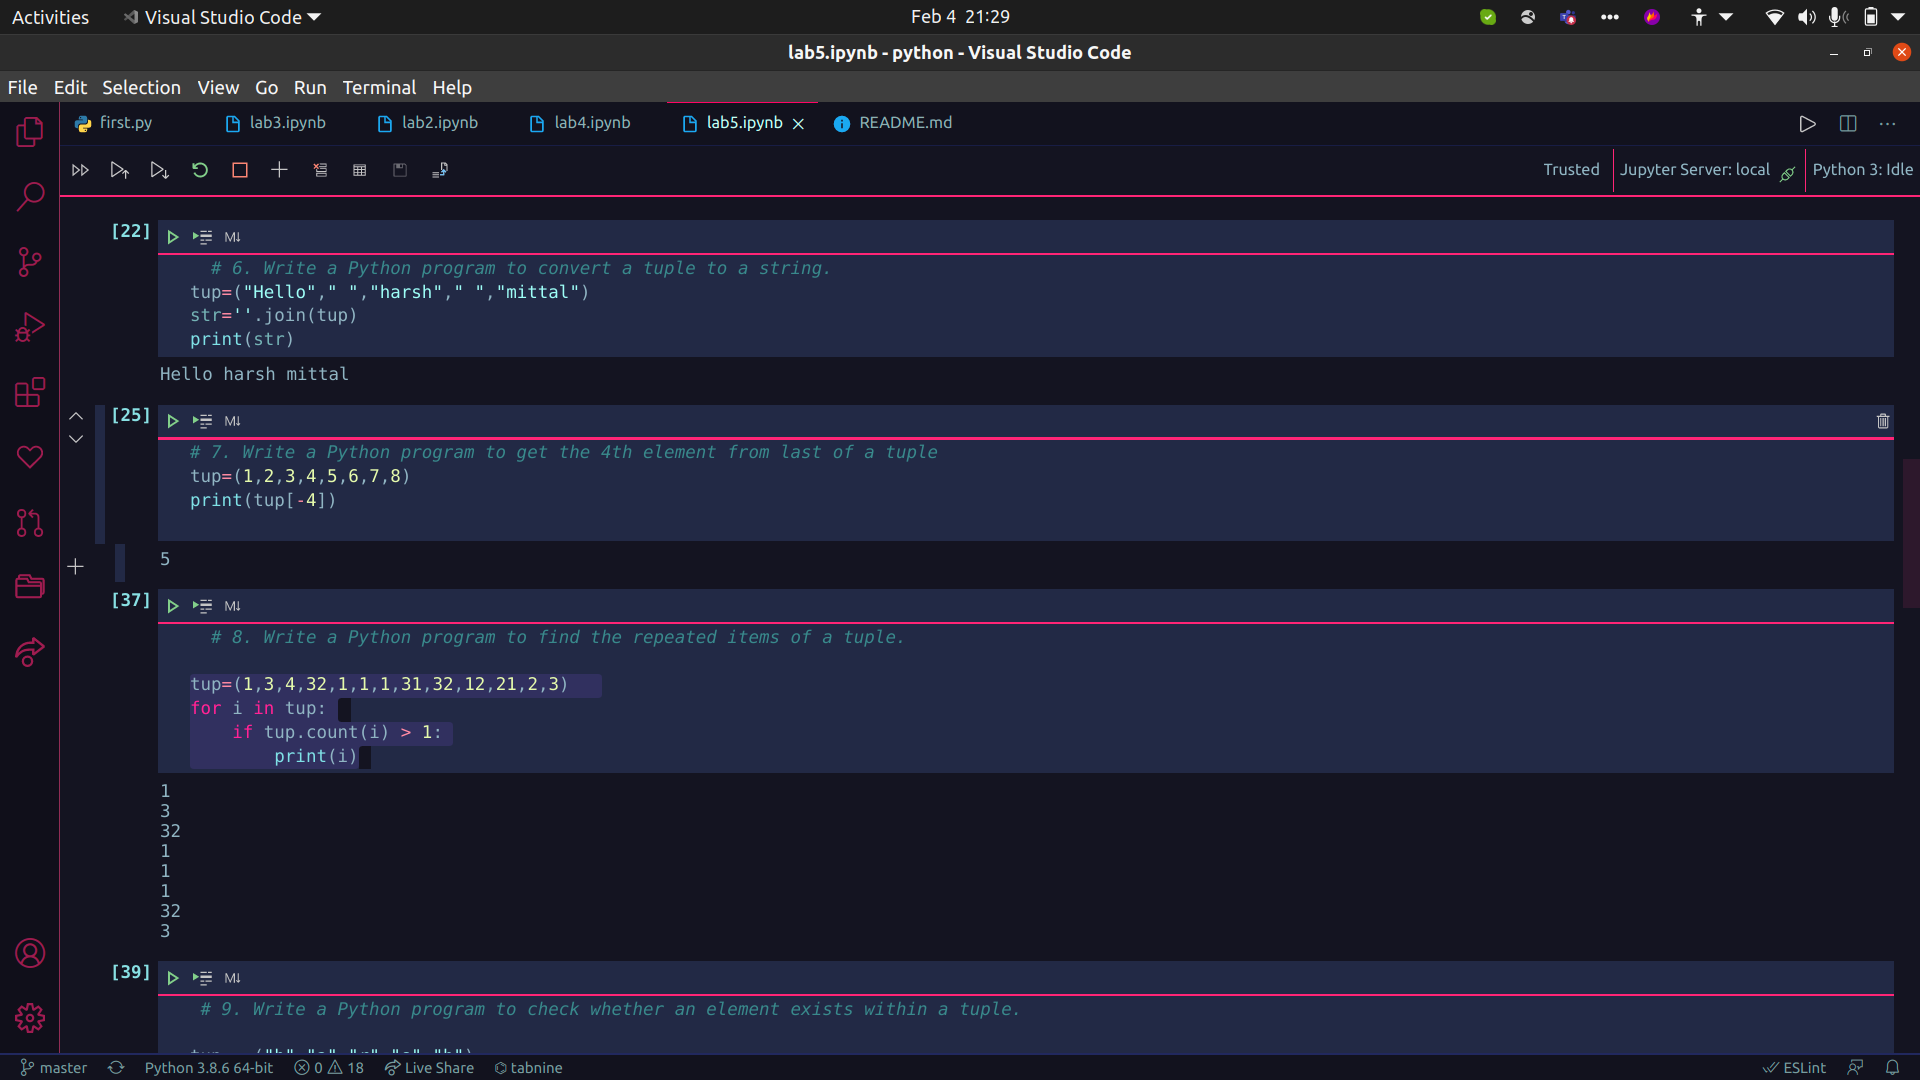 Activities Visual Studio Code Feb 4 21:29
lab5.ipynb - python - Visual Studio Code
File Edit Selection View Go Run Terminal Help
first.py lab3.ipynb lab2.ipynb lab4.ipynb lab5.ipynb README.md
Trusted Jupyter Server: local Python 3: Idle
[22] M↓
# 6. Write a Python program to convert a tuple to a string.
tup=("Hello"," ","harsh"," ","mittal")
str=''.join(tup)
print(str)
Hello harsh mittal
[25] M↓
# 7. Write a Python program to get the 4th element from last of a tuple
tup=(1,2,3,4,5,6,7,8)
print(tup[-4])
5
[37] M↓
# 8. Write a Python program to find the repeated items of a tuple.
tup=(1,3,4,32,1,1,1,31,32,12,21,2,3)
for i in tup:
if tup.count(i) > 1:
print(i)
1
3
32
1
1
1
32
3
[39] M↓
# 9. Write a Python program to check whether an element exists within a tuple.
master Python 3.8.6 64-bit 0 18 Live Share tabnine ESLint